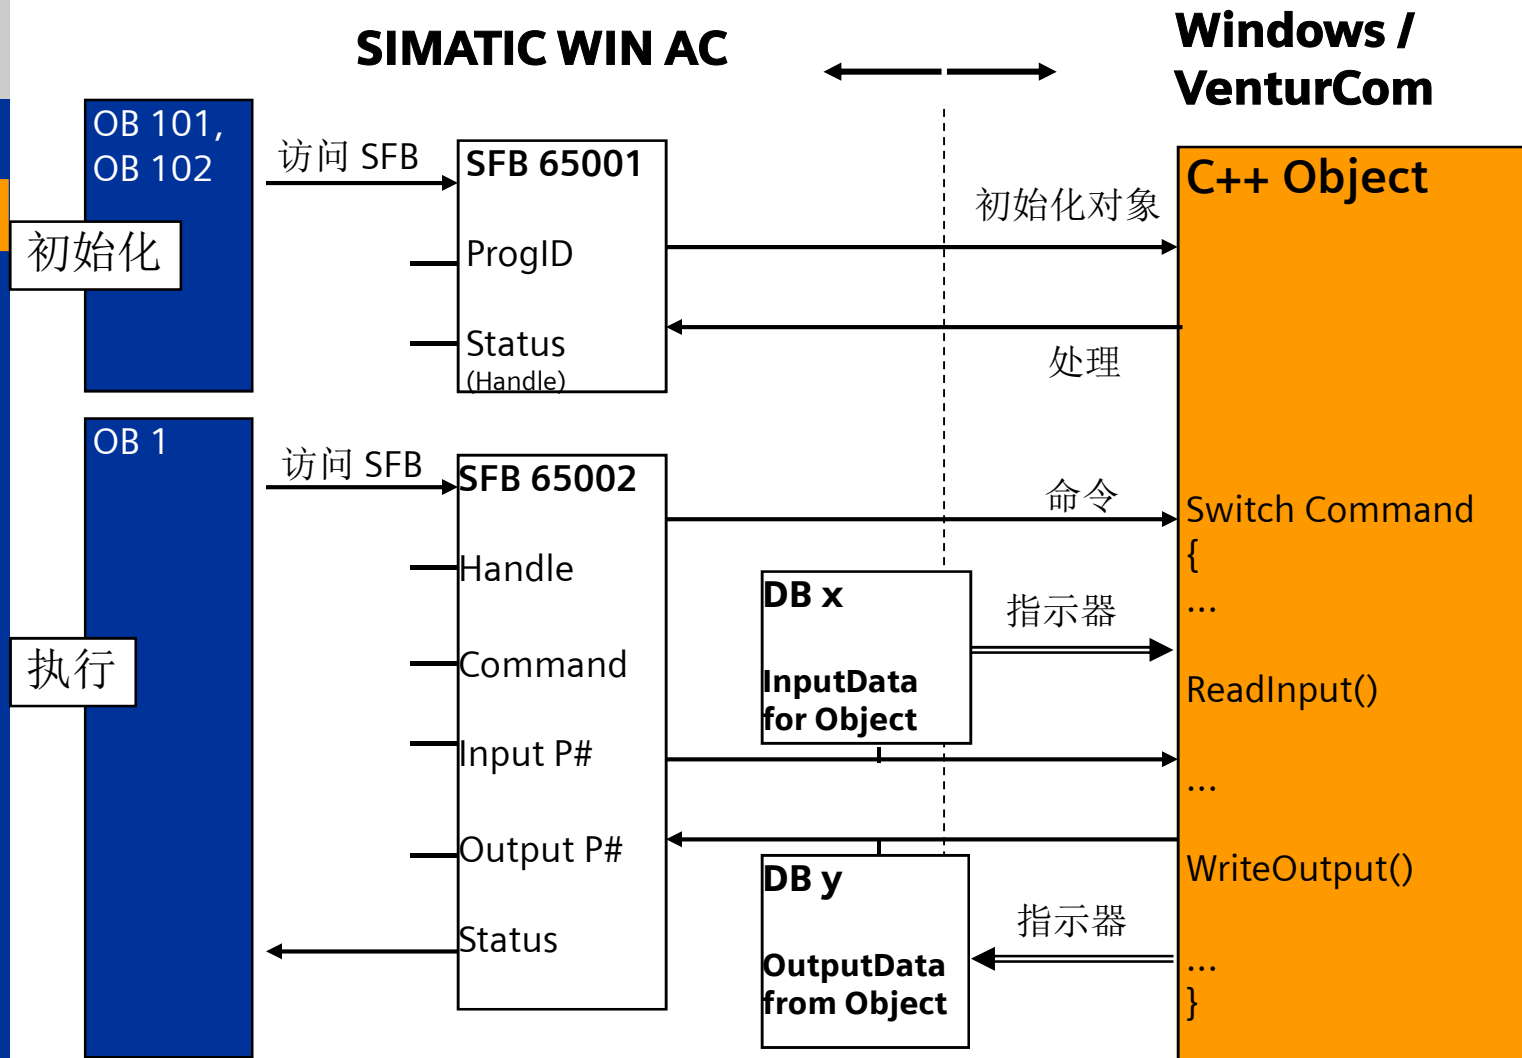 SIMATIC WIN AC
Windows /
VenturCom
OB 101,
OB 102
初始化
访问 SFB
SFB 65001
ProgID
Status
(Handle)
初始化对象
处理
C++ Object
OB 1
执行
访问 SFB
SFB 65002
Handle
Command
Input P#
Output P#
Status
命令
DB x
InputData
for Object
指示器
DB y
OutputData
from Object
指示器
Switch Command
{
...
ReadInput()
...
WriteOutput()
...
}